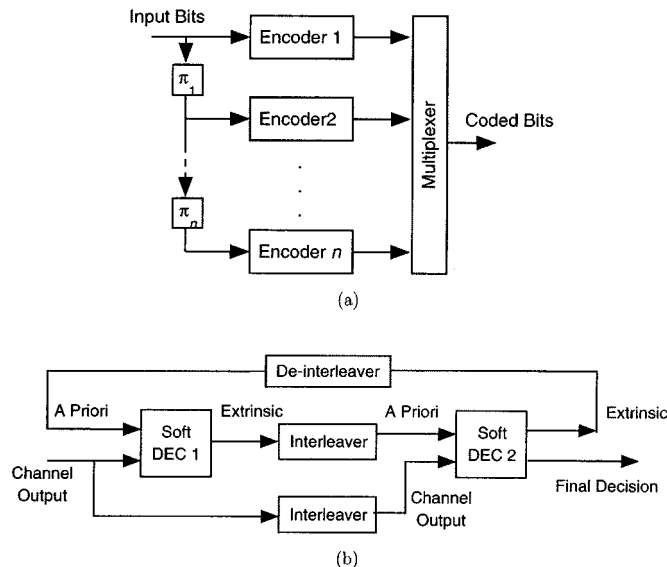 Input Bits
Encoder 1
π1
Encoder2
Coded Bits
Multiplexer
πn
Encoder n
(a)
De-interleaver
A Priori
Extrinsic
A Priori
Extrinsic
Soft
DEC 1
Interleaver
Soft
DEC 2
Channel
Output
Final Decision
Interleaver
Channel
Output
(b)